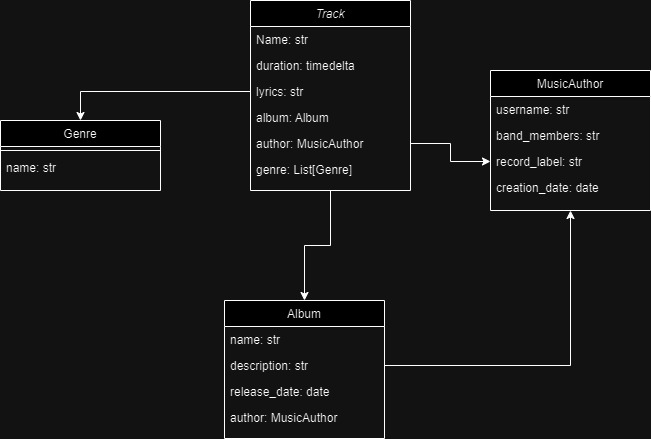 Track
Name: str
duration: timedelta
lyrics: str
album: Album
author: MusicAuthor
genre: List[Genre]
MusicAuthor
username: str
band_members: str
record_label: str
creation_date: date
Genre
name: str
Album
name: str
description: str
release_date: date
author: MusicAuthor